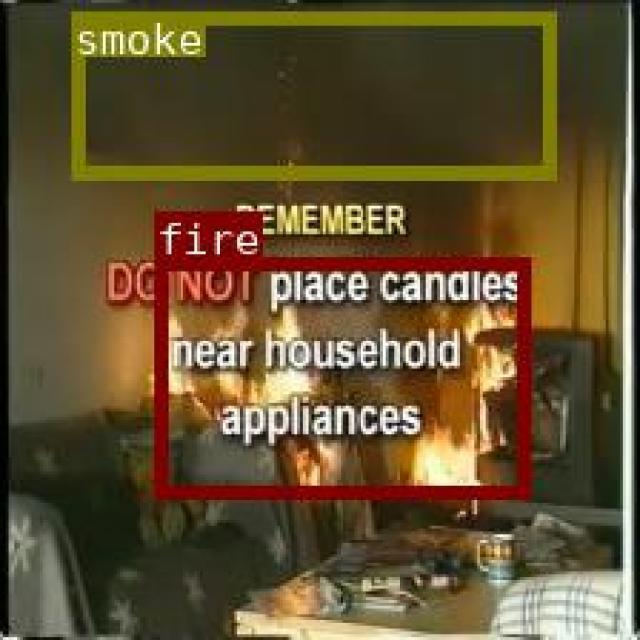 smoke
REMEMBER
fire
DO NOT place candles
near household
appliances